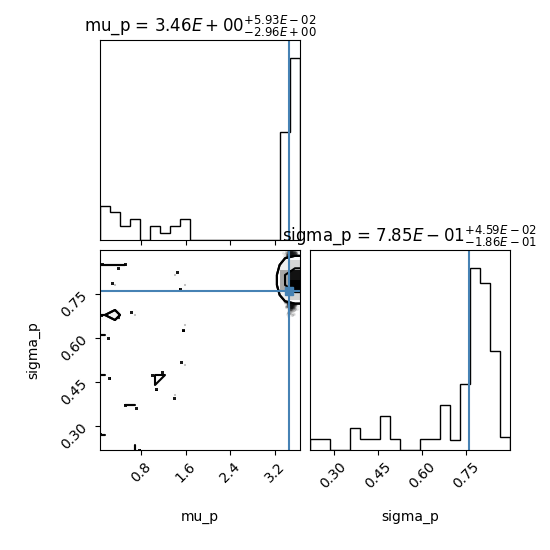 mu_p = 3.46E+00+5.93E−02−2.96E+00
sigma_p = 7.85E−01+4.59E−02−1.86E−01
0.75
0.60
0.45
0.30
sigma_p
0.8 1.6 2.4 3.2
0.30 0.45 0.60 0.75
mu_p
sigma_p